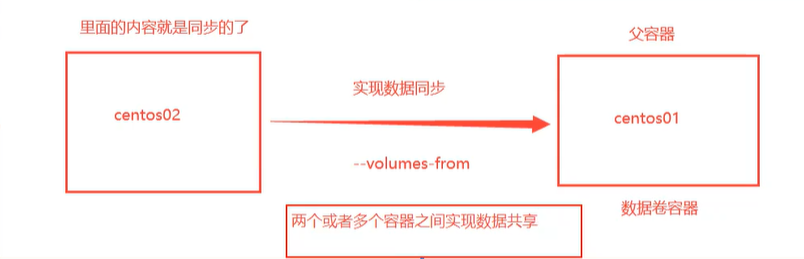 里面的内容就是同步的了
父容器
实现数据同步
centos02
centos01
--volumes-from
数据卷容器
两个或者多个容器之间实现数据共享